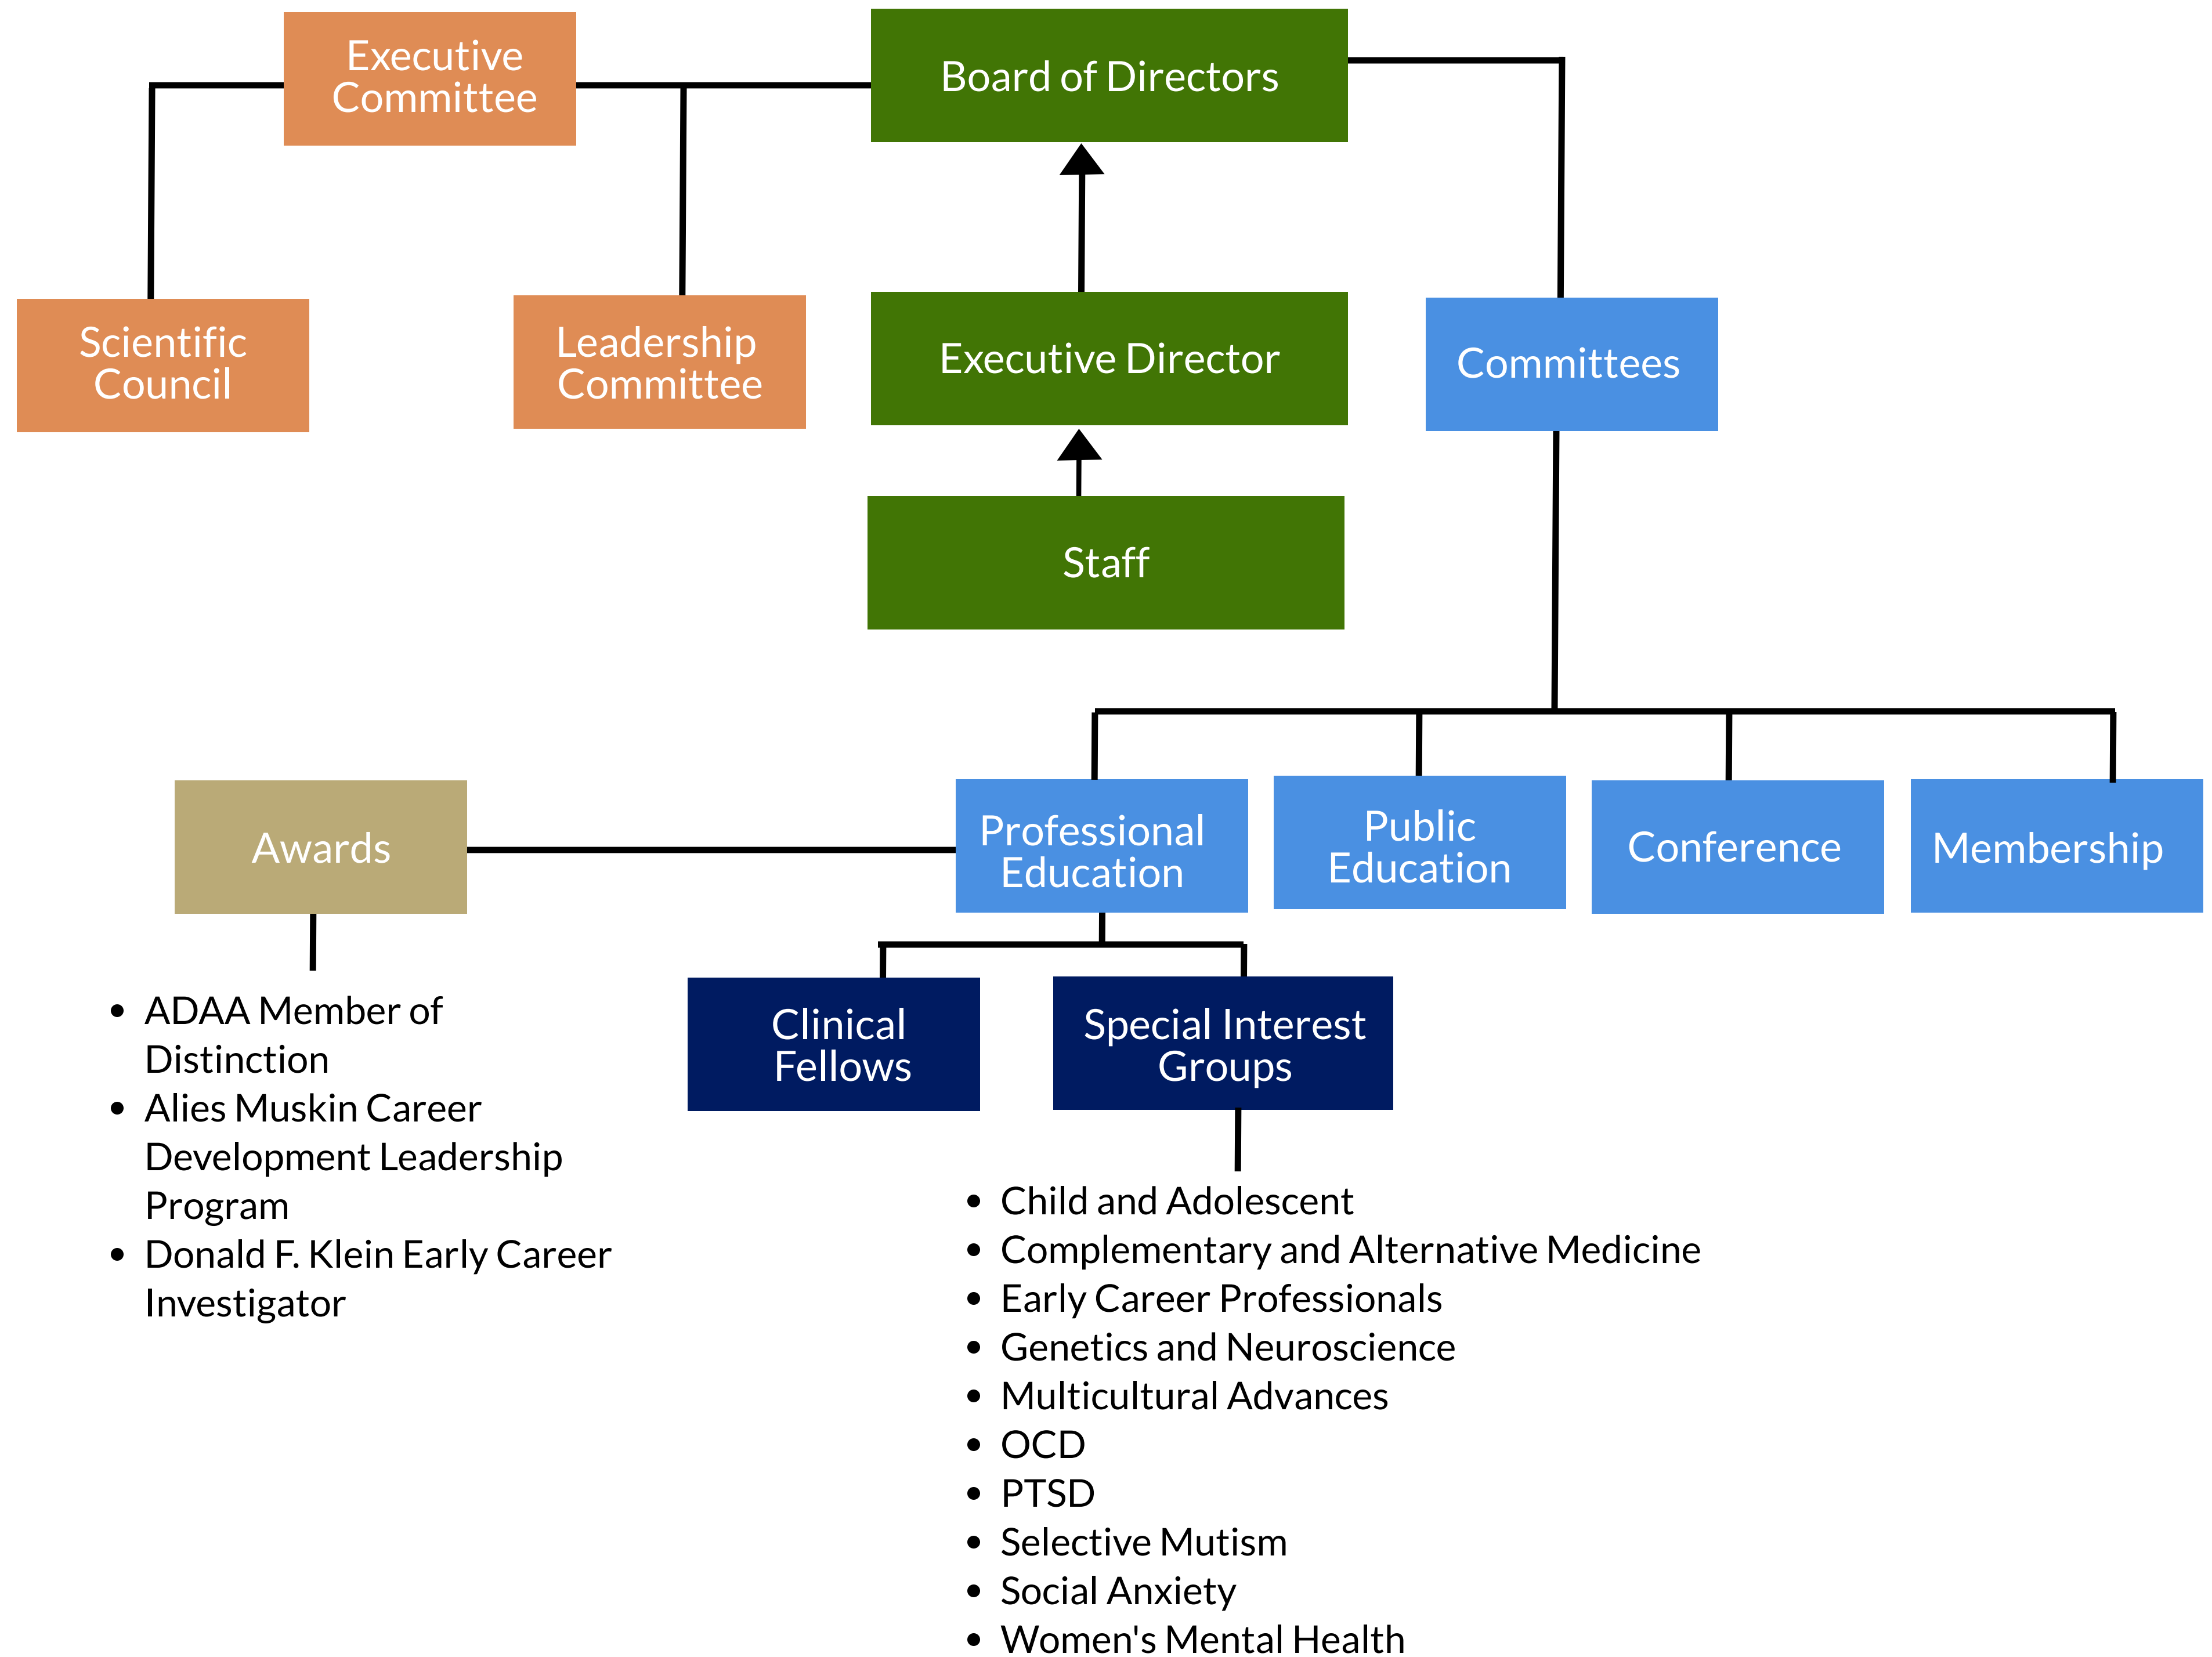 Executive
Committee
Board of Directors
Scientific
Council
Leadership
Committee
Executive Director
Committees
Staff
Awards
Professional
Education
Public
Education
Conference
Membership
Clinical
Fellows
Special Interest
Groups
• ADAA Member of
Distinction
• Alies Muskin Career
Development Leadership
Program
• Donald F. Klein Early Career
Investigator
• Child and Adolescent
• Complementary and Alternative Medicine
• Early Career Professionals
• Genetics and Neuroscience
• Multicultural Advances
• OCD
• PTSD
• Selective Mutism
• Social Anxiety
• Women's Mental Health